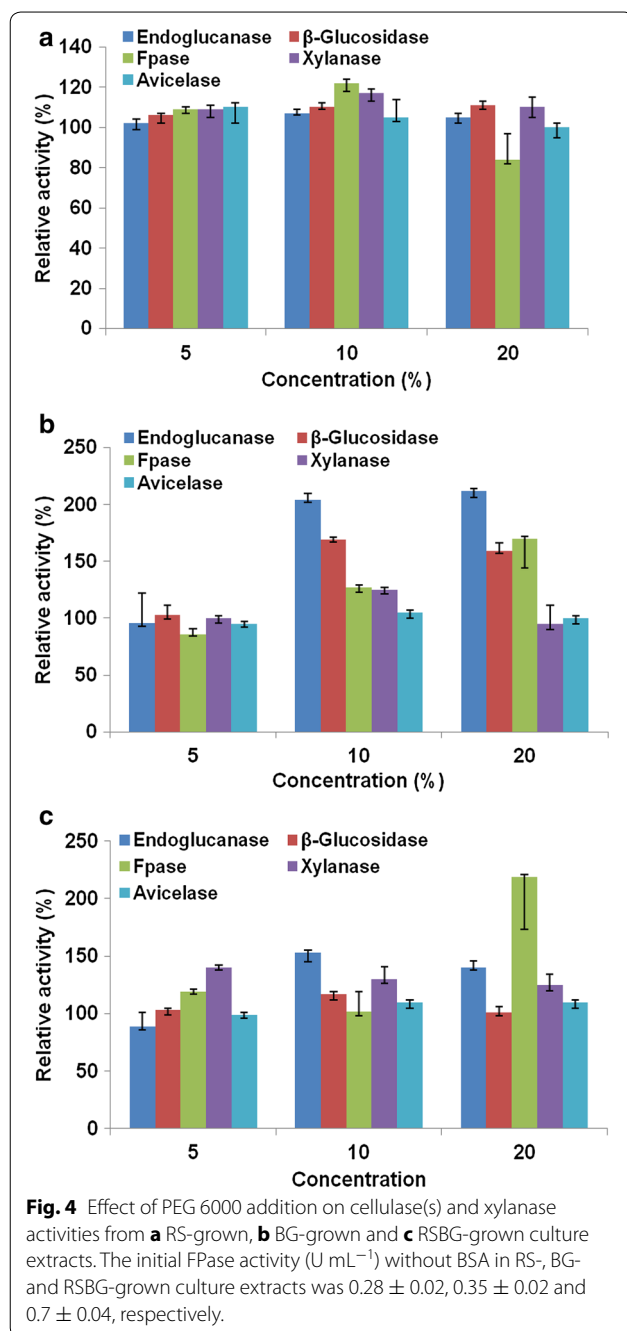 a
Endoglucanase β-Glucosidase
Fpase Xylanase
Avicelase
140
120
100
80
60
40
20
0
Relative activity (%)
5 10 20
Concentration (%)
b
Endoglucanase β-Glucosidase
Fpase Xylanase
Avicelase
250
200
150
100
50
0
Relative activity (%)
5 10 20
Concentration (%)
c
Endoglucanase β-Glucosidase
Fpase Xylanase
Avicelase
250
200
150
100
50
0
Relative activity (%)
5 10 20
Concentration
Fig. 4 Effect of PEG 6000 addition on cellulase(s) and xylanase
activities from a RS-grown, b BG-grown and c RSBG-grown culture
extracts. The initial FPase activity (U mL⁻¹) without BSA in RS-, BG-
and RSBG-grown culture extracts was 0.28 ± 0.02, 0.35 ± 0.02 and
0.7 ± 0.04, respectively.